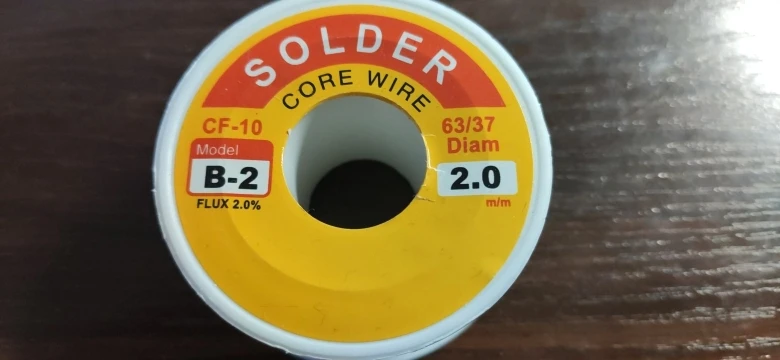 SOLDER
CORE WIRE
CF-10
63/37
Diam
Model
B-2
2.0
FLUX 2.0%
m/m